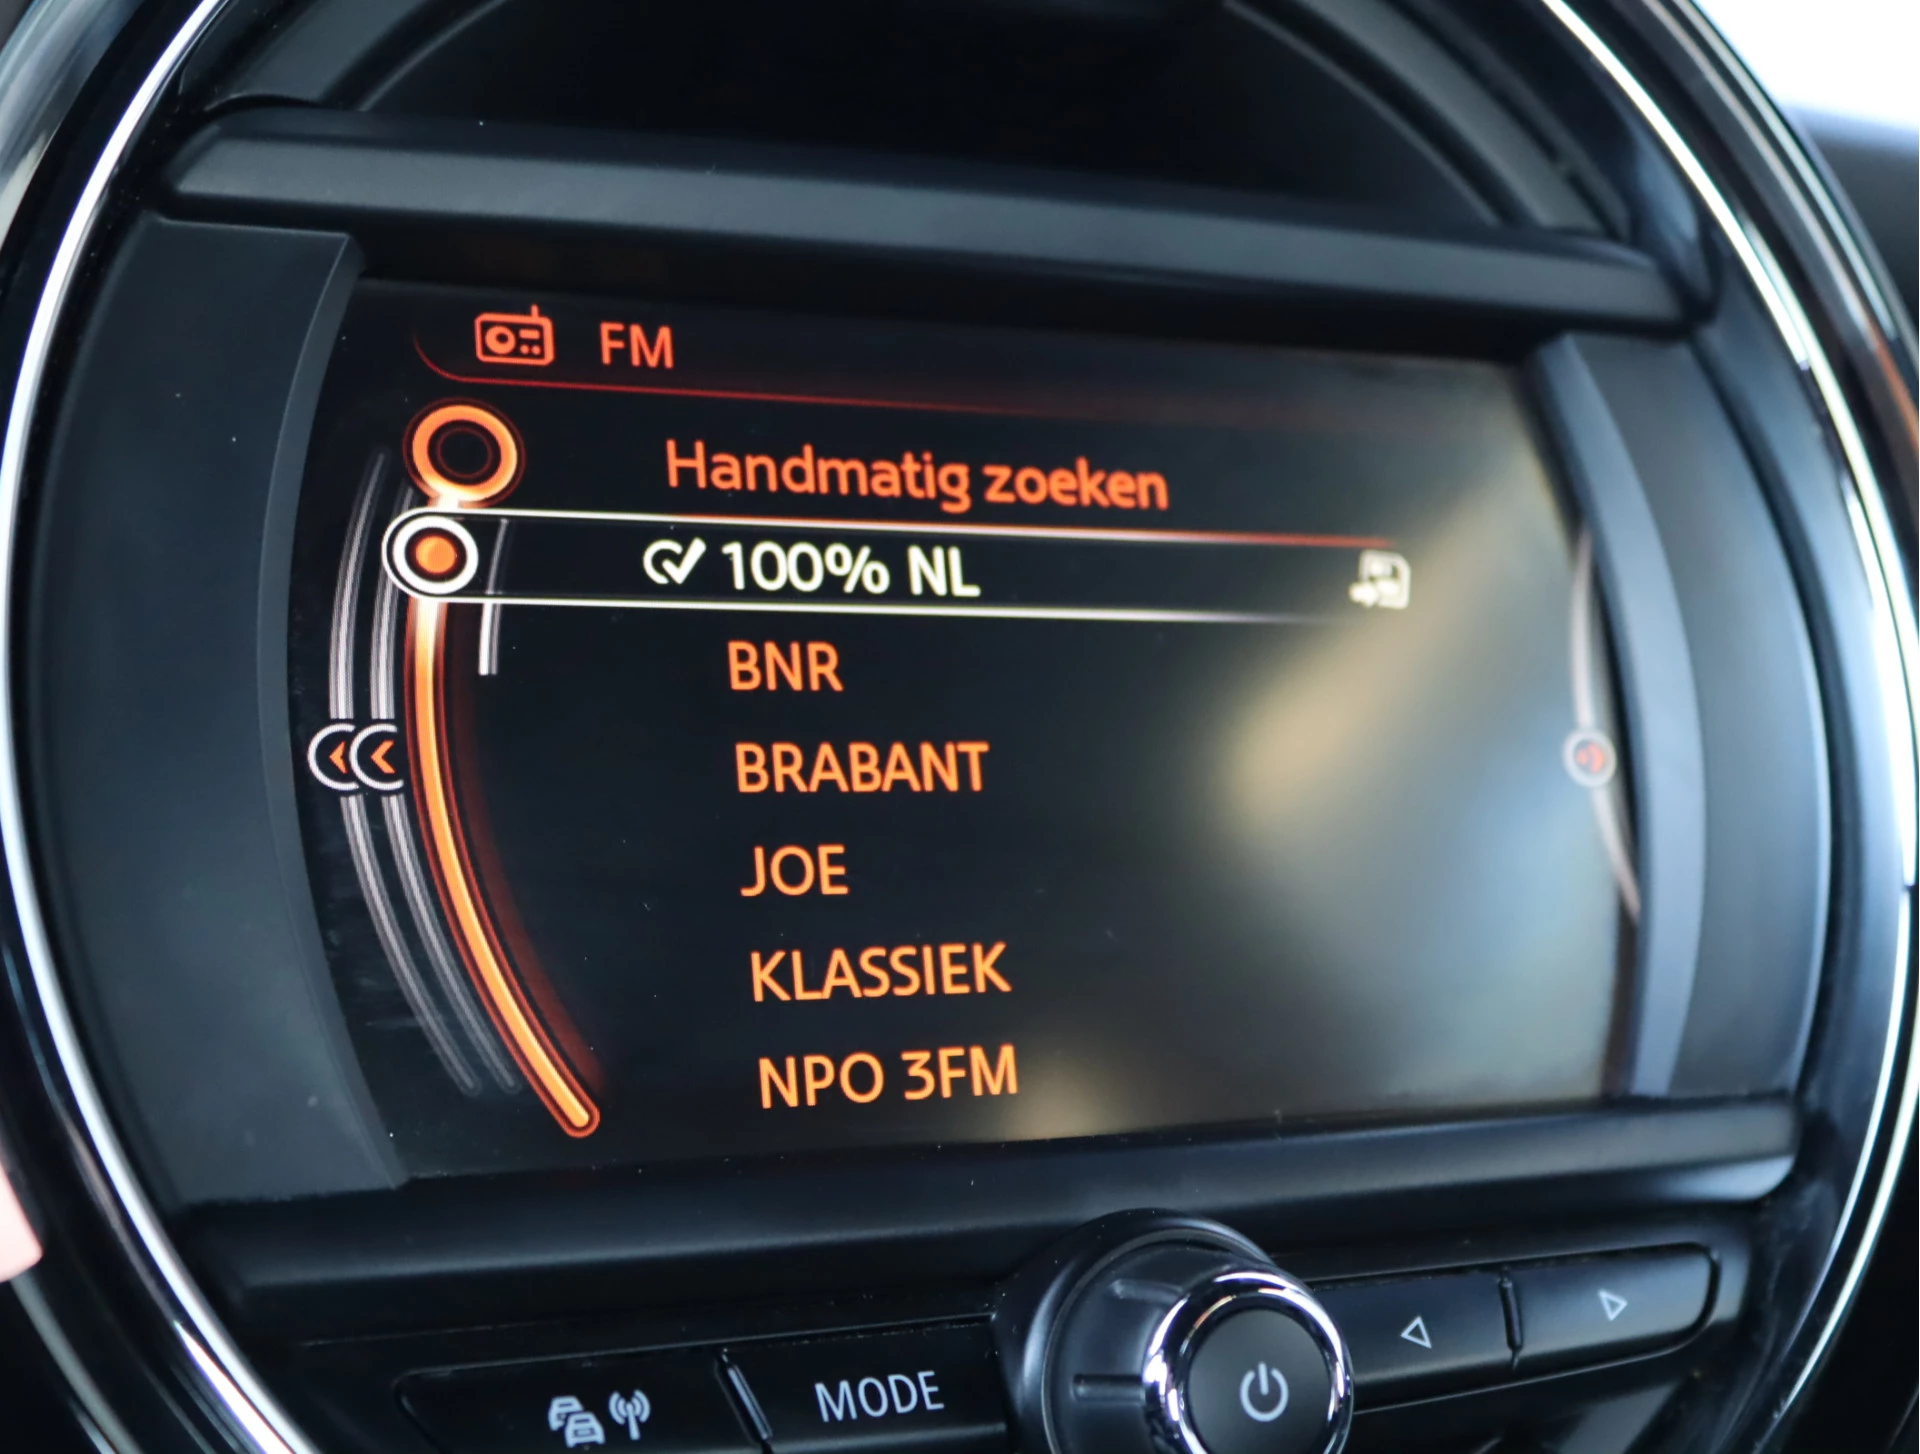 FM
Handmatig zoeken
100% NL
BNR
BRABANT
JOE
KLASSIEK
NPO 3FM
MODE